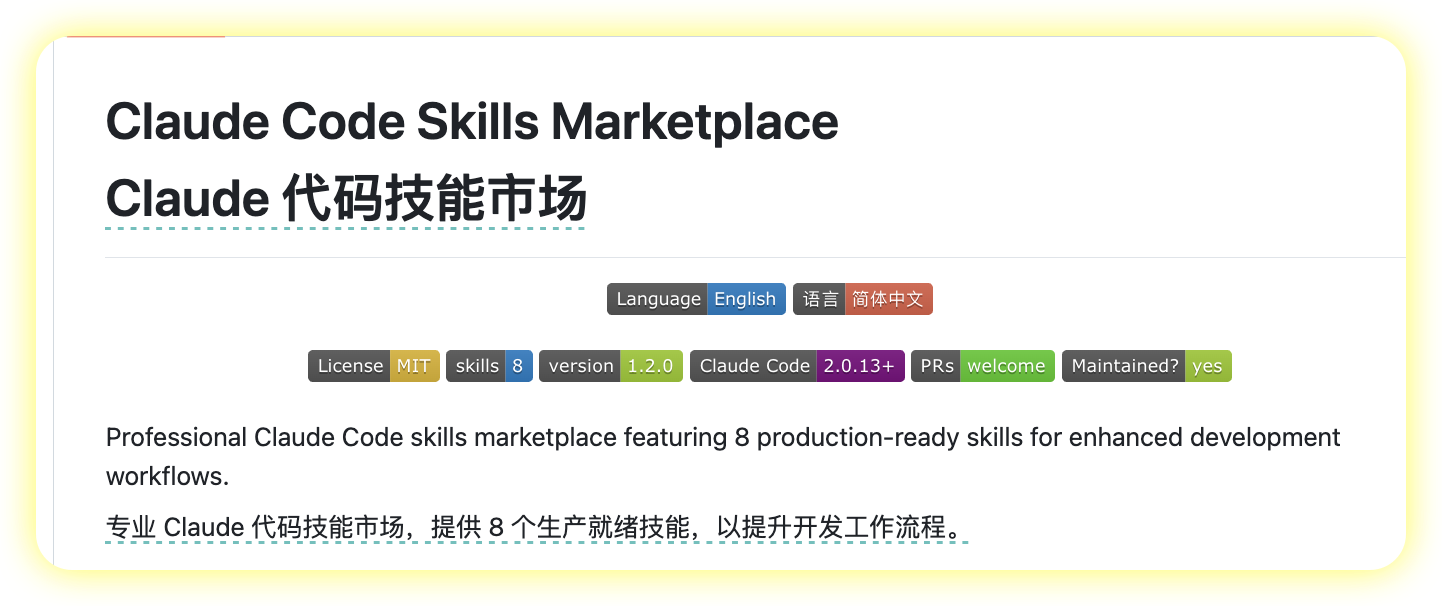 Claude Code Skills Marketplace
Claude 代码技能市场
Language English 语言 简体中文
License MIT skills 8 version 1.2.0 Claude Code 2.0.13+ PRs welcome Maintained? yes
Professional Claude Code skills marketplace featuring 8 production-ready skills for enhanced development
workflows.
专业 Claude 代码技能市场，提供 8 个生产就绪技能，以提升开发工作流程。